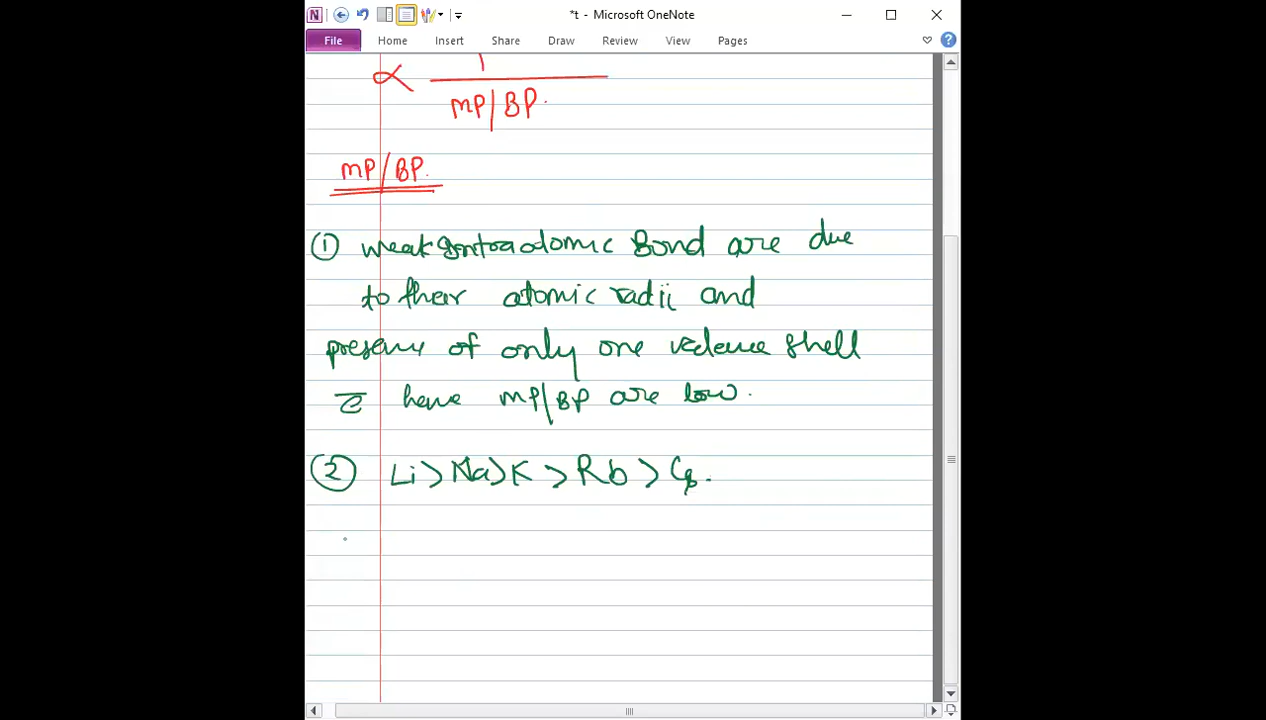 *t - Microsoft OneNote
File Home Insert Share Draw Review View Pages
∝ 1
MP/BP.
MP/BP.
① weak Intraatomic Bond are due
to their atomic radii and
presence of only one valence shell
e̅ hence MP/BP are low.
② Li > Na > K > Rb > Cs.